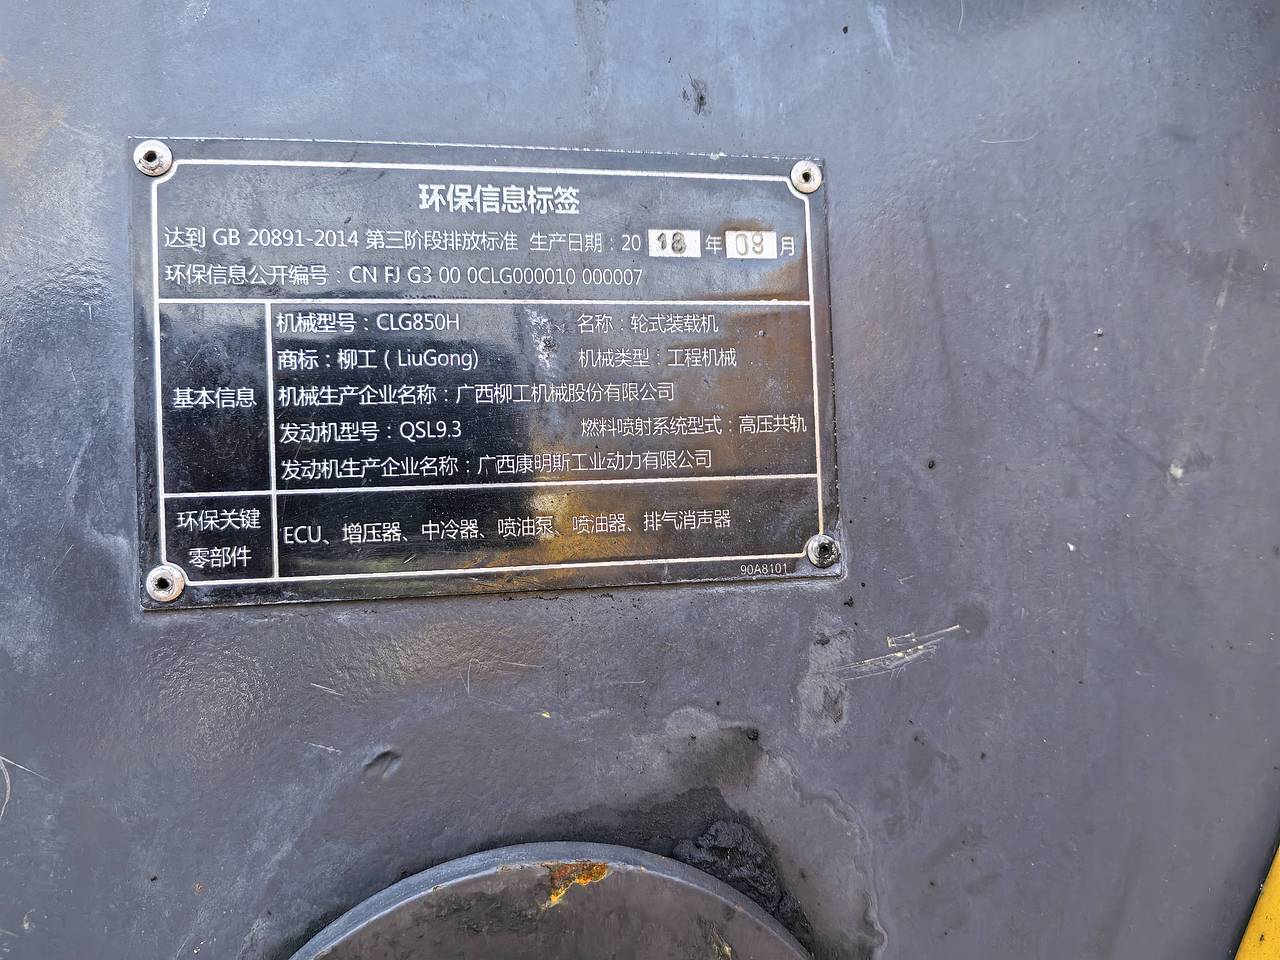 环保信息标签
达到 GB 20891-2014 第三阶段排放标准 生产日期：20 18 年 09 月
环保信息公开编号：CN FJ G3 00 0CLG000010 000007
基本信息
机械型号：CLG850H 名称：轮式装载机
商标：柳工（LiuGong) 机械类型：工程机械
机械生产企业名称：广西柳工机械股份有限公司
发动机型号：QSL9.3 燃料喷射系统型式：高压共轨
发动机生产企业名称：广西康明斯工业动力有限公司
环保关键
零部件
ECU、增压器、中冷器、喷油泵、喷油器、排气消声器
90A8101